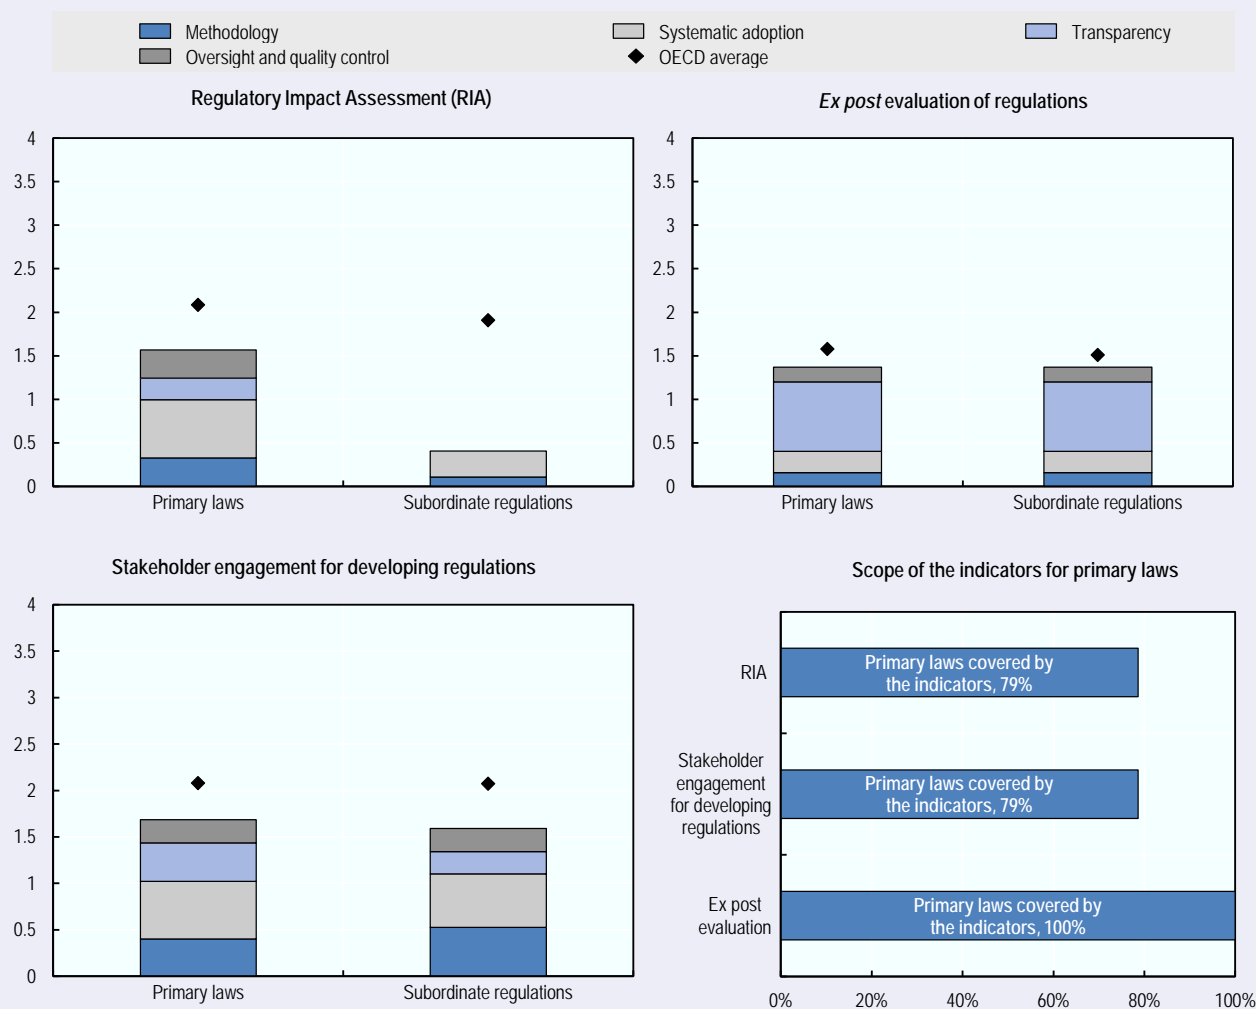 Methodology
Systematic adoption
Transparency
Oversight and quality control
OECD average
Regulatory Impact Assessment (RIA)
4
3.5
3
2.5
2
1.5
1
0.5
0
Primary laws
Subordinate regulations
Ex post evaluation of regulations
4
3.5
3
2.5
2
1.5
1
0.5
0
Primary laws
Subordinate regulations
Stakeholder engagement for developing regulations
4
3.5
3
2.5
2
1.5
1
0.5
0
Primary laws
Subordinate regulations
Scope of the indicators for primary laws
RIA
Primary laws covered by
the indicators, 79%
Stakeholder
engagement
for developing
regulations
Primary laws covered by
the indicators, 79%
Ex post
evaluation
Primary laws covered by
the indicators, 100%
0%
20%
40%
60%
80%
100%